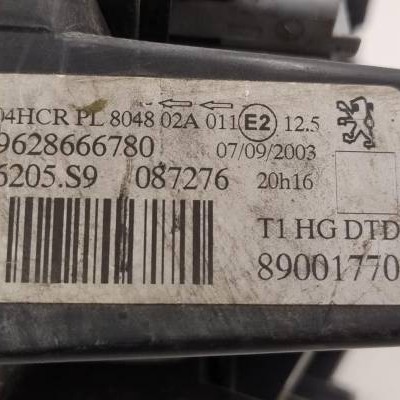 04HCR PL 8048 02A 011 E2 12.5
9628666780 07/09/2003
6205.S9 087276 20h16
T1 HG DTD
89001770